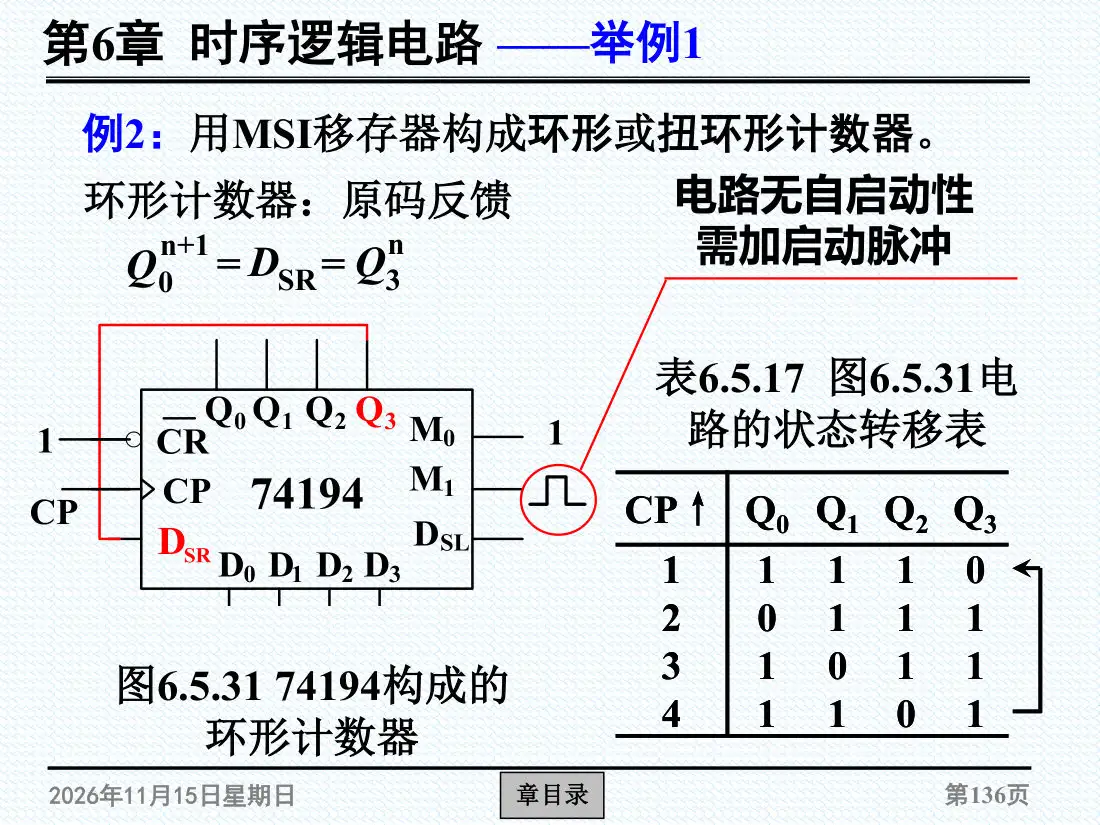 第6章 时序逻辑电路 ——举例1
例2：用MSI移存器构成环形或扭环形计数器。
环形计数器：原码反馈
电路无自启动性
需加启动脉冲
Q₀ⁿ⁺¹ = D_SR = Q₃ⁿ
Q₀ Q₁ Q₂ Q₃
M₀
1
1
C̅R̅
CP
CP
74194
M₁
D_SR
D_SL
D₀ D₁ D₂ D₃
图6.5.31 74194构成的
环形计数器
表6.5.17 图6.5.31电
路的状态转移表
CP↑ Q₀ Q₁ Q₂ Q₃
1 1 1 1 0
2 0 1 1 1
3 1 0 1 1
4 1 1 0 1
2026年11月15日星期日
章目录
第136页